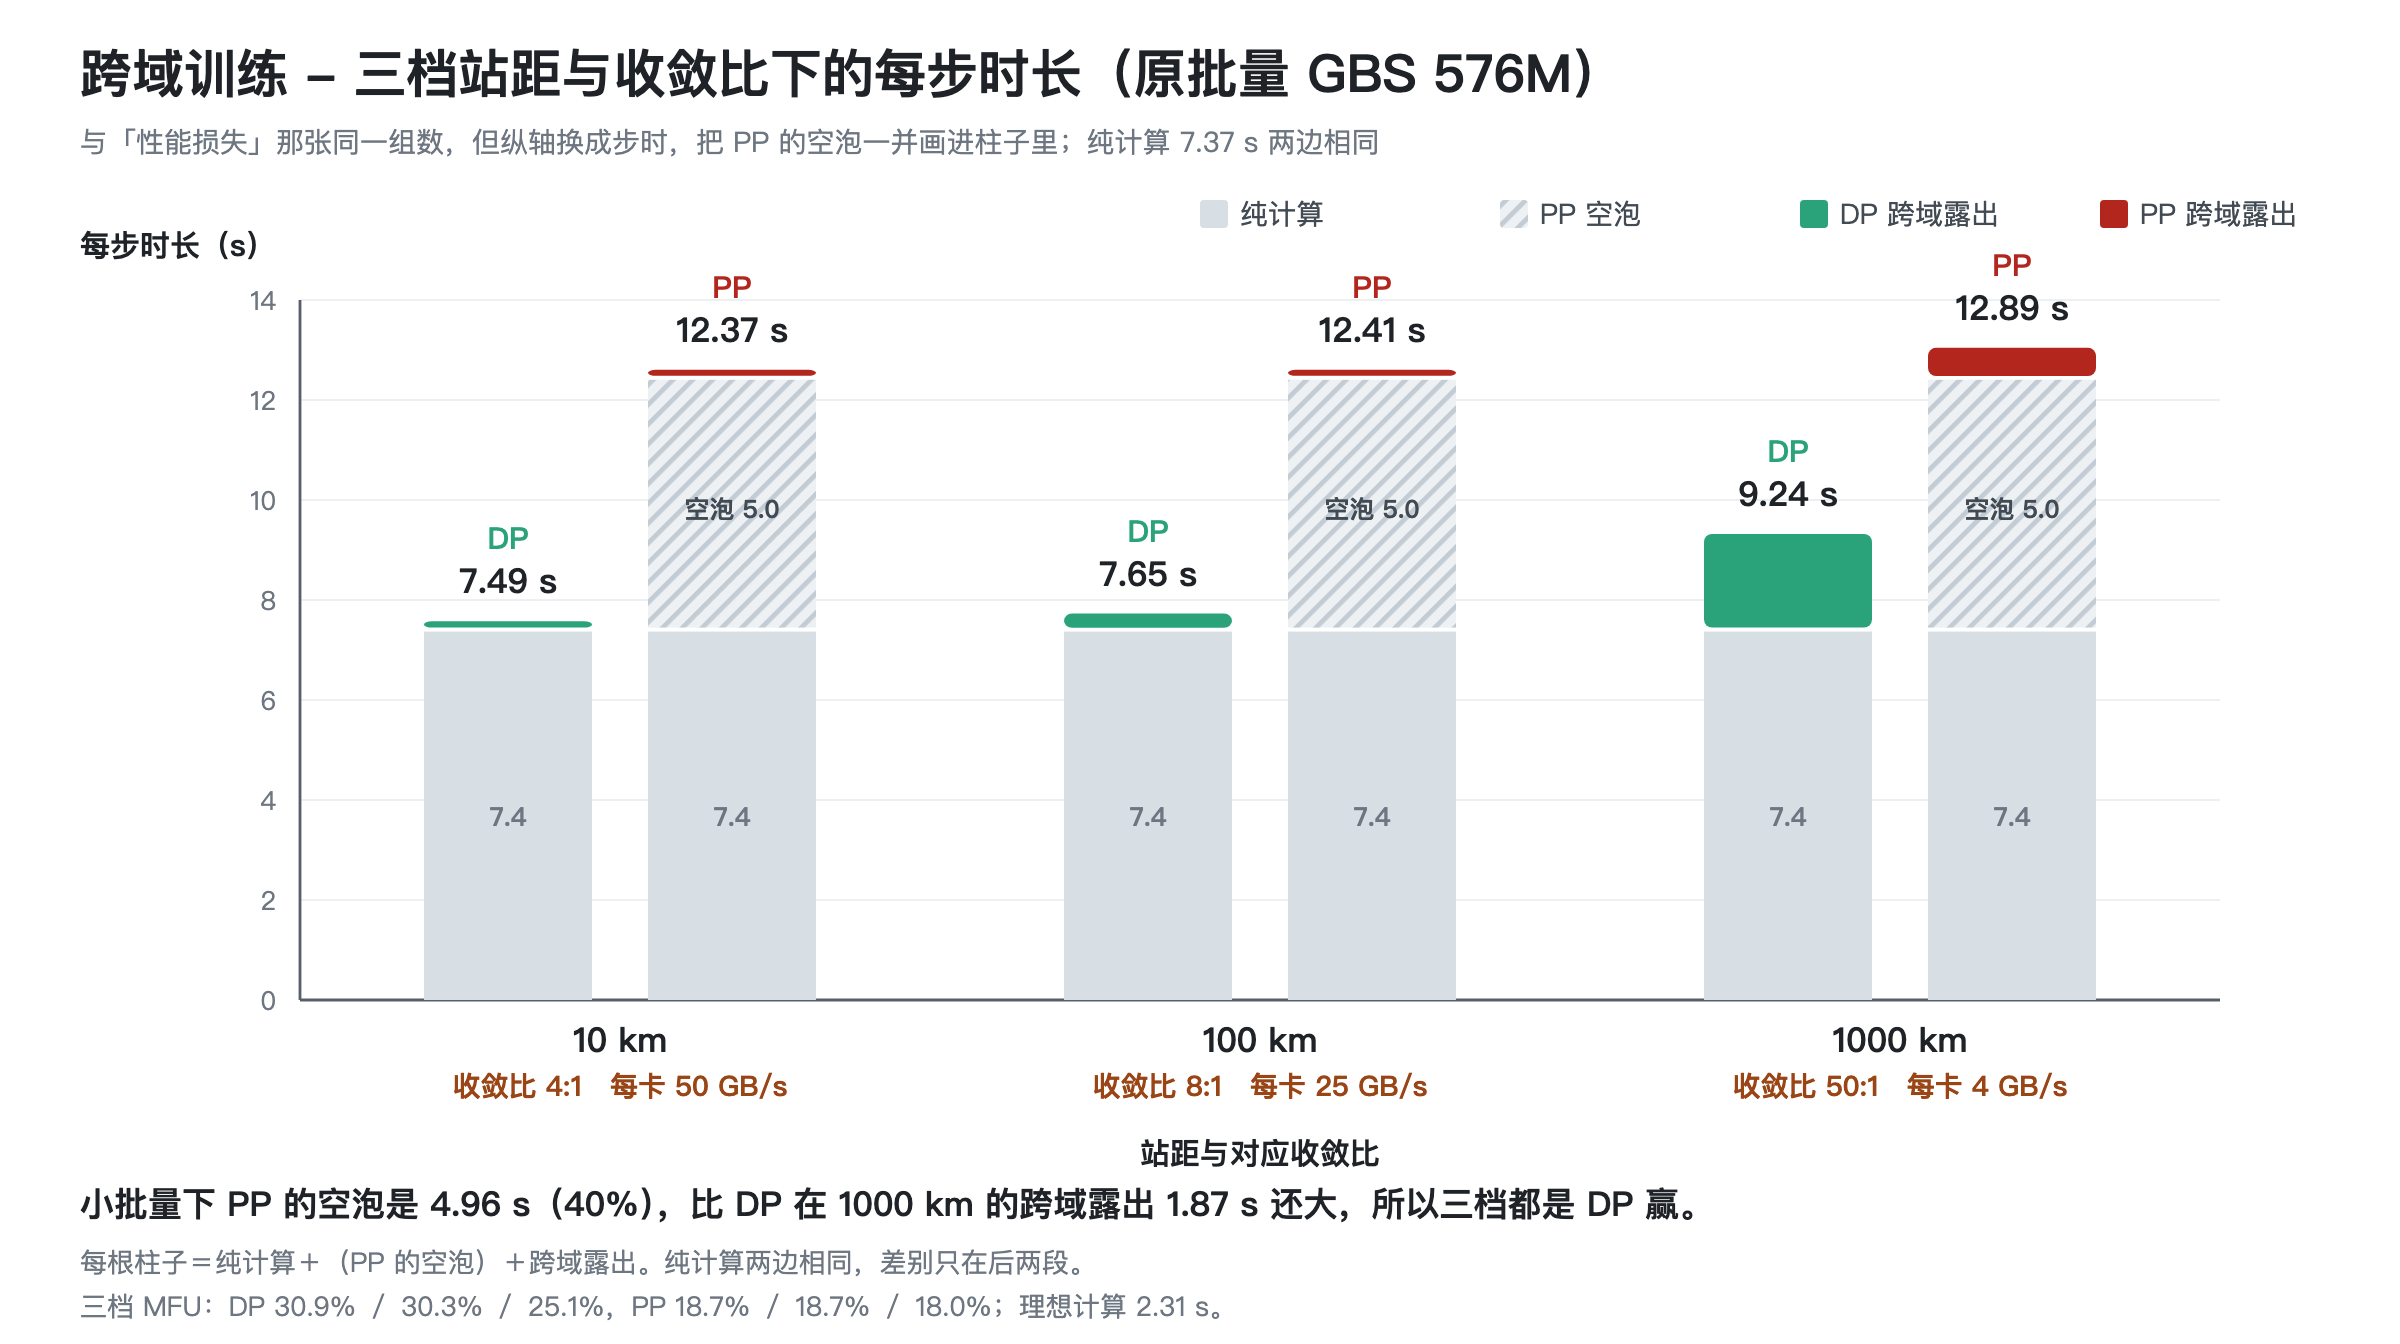 跨域训练 – 三档站距与收敛比下的每步时长（原批量 GBS 576M）
与「性能损失」那张同一组数，但纵轴换成步时，把 PP 的空泡一并画进柱子里；纯计算 7.37 s 两边相同
纯计算 PP 空泡 DP 跨域露出 PP 跨域露出
每步时长（s）
PP PP PP
12.37 s 12.41 s 12.89 s
DP DP DP
7.49 s 7.65 s 9.24 s
空泡 5.0 空泡 5.0 空泡 5.0
7.4 7.4 7.4 7.4 7.4 7.4
14
12
10
8
6
4
2
0
10 km 100 km 1000 km
收敛比 4:1 每卡 50 GB/s 收敛比 8:1 每卡 25 GB/s 收敛比 50:1 每卡 4 GB/s
站距与对应收敛比
小批量下 PP 的空泡是 4.96 s（40%），比 DP 在 1000 km 的跨域露出 1.87 s 还大，所以三档都是 DP 赢。
每根柱子＝纯计算＋（PP 的空泡）＋跨域露出。纯计算两边相同，差别只在后两段。
三档 MFU：DP 30.9% / 30.3% / 25.1%，PP 18.7% / 18.7% / 18.0%；理想计算 2.31 s。